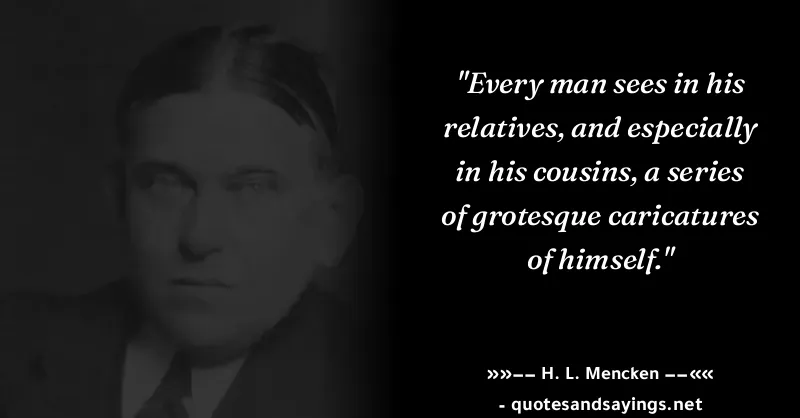 "Every man sees in his
relatives, and especially
in his cousins, a series
of grotesque caricatures
of himself."
»»–– H. L. Mencken ––««
- quotesandsayings.net